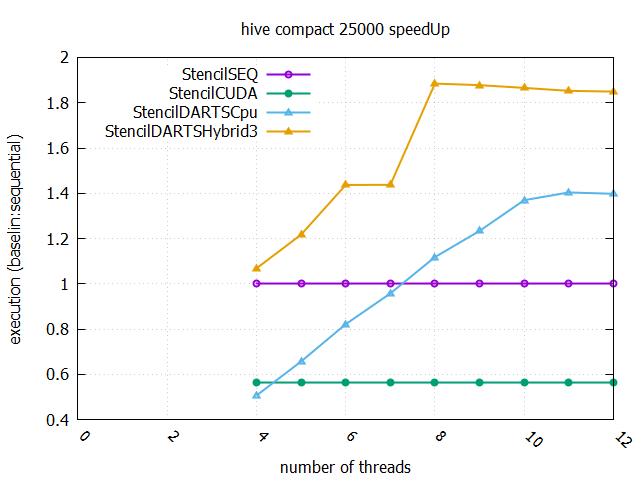 hive compact 25000 speedUp
2
1.8
1.6
1.4
1.2
1
0.8
0.6
0.4
execution (baselin:sequential)
StencilSEQ
StencilCUDA
StencilDARTSCpu
StencilDARTSHybrid3
0 2 4 6 8 10 12
number of threads